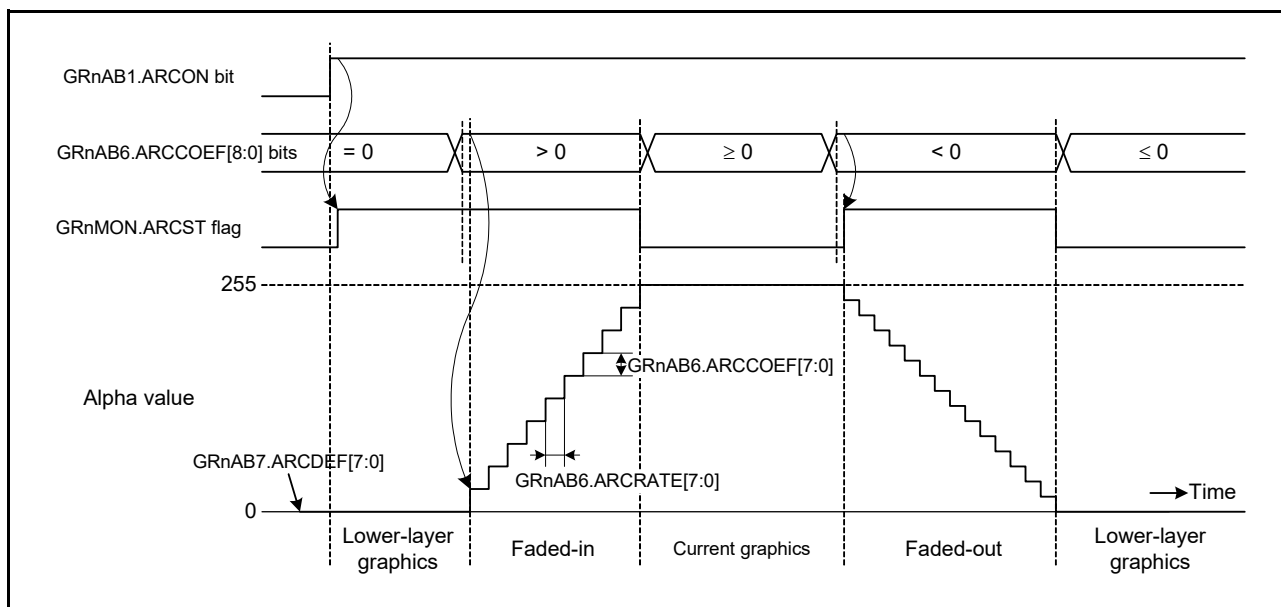 GRnAB1.ARCON bit
GRnAB6.ARCCOEF[8:0] bits
= 0
> 0
≥ 0
< 0
≤ 0
GRnMON.ARCST flag
255
GRnAB6.ARCCOEF[7:0]
Alpha value
GRnAB7.ARCDEF[7:0]
GRnAB6.ARCRATE[7:0]
Time
0
Lower-layer
graphics
Faded-in
Current graphics
Faded-out
Lower-layer
graphics